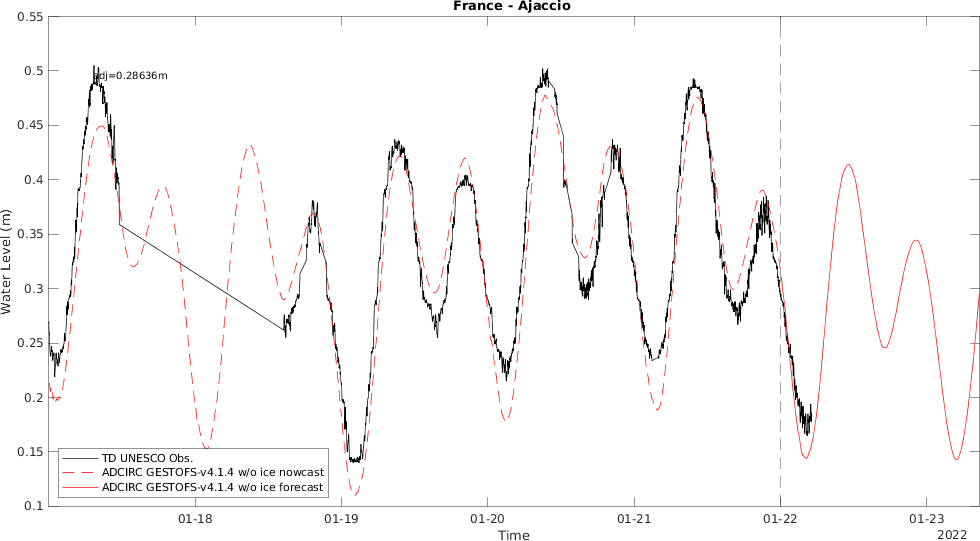 France - Ajaccio
0.55
0.5
0.45
0.4
0.35
0.3
0.25
0.2
0.15
0.1
Water Level (m)
adj=0.28636m
TD UNESCO Obs.
ADCIRC GESTOFS-v4.1.4 w/o ice nowcast
ADCIRC GESTOFS-v4.1.4 w/o ice forecast
01-18 01-19 01-20 01-21 01-22 01-23
Time
2022